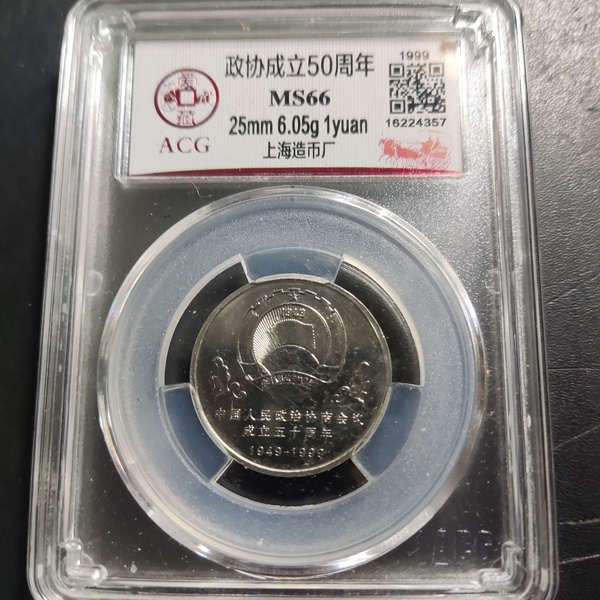 政协成立50周年
MS66
25mm 6.05g 1yuan
上海造币厂
爱藏
ACG
1999
16224357
1949
中国人民政治协商会议
成立五十周年
1949-1999